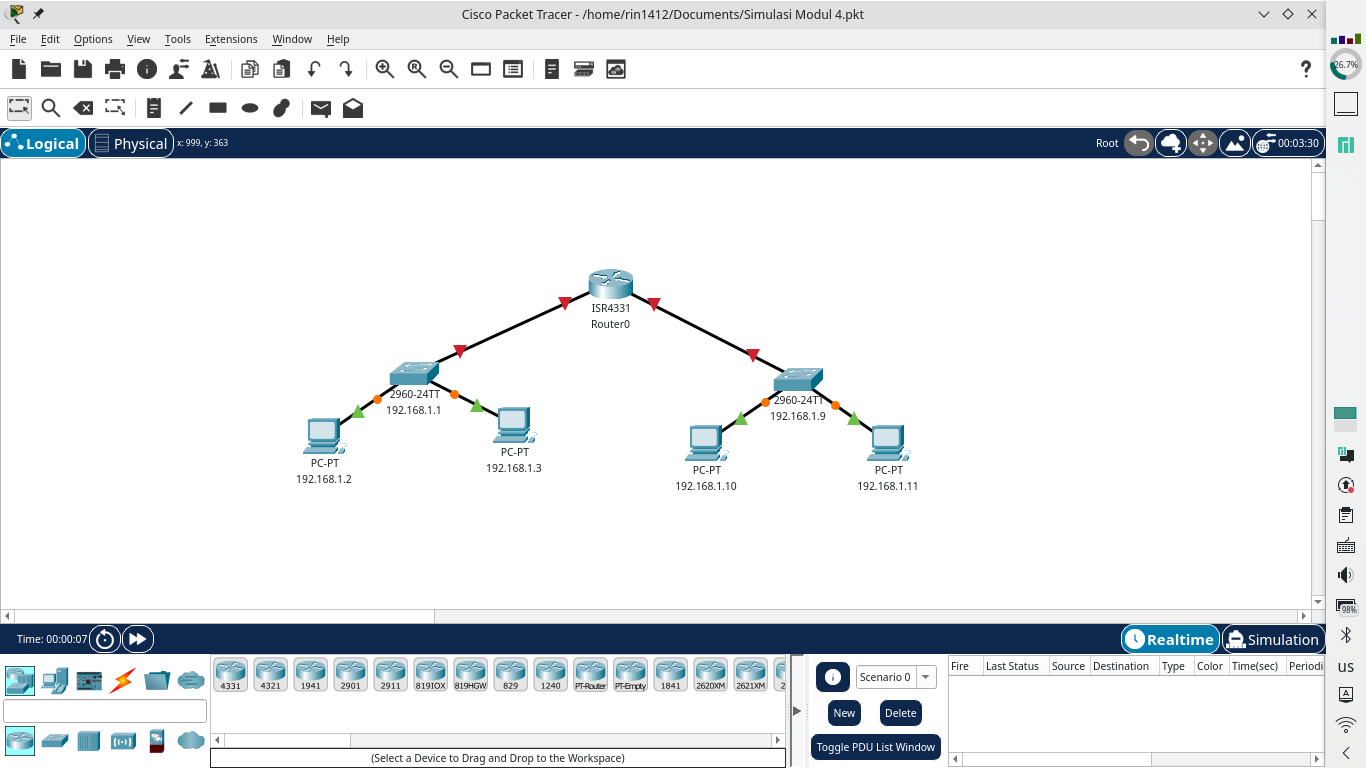 Cisco Packet Tracer - /home/rin1412/Documents/Simulasi Modul 4.pkt
File Edit Options View Tools Extensions Window Help
26.7%
?
Logical Physical x: 999, y: 363 Root 00:03:30
ISR4331
Router0
2960-24TT
192.168.1.1
2960-24TT
192.168.1.9
PC-PT
192.168.1.2
PC-PT
192.168.1.3
PC-PT
192.168.1.10
PC-PT
192.168.1.11
98%
Time: 00:00:07 Realtime Simulation
US
4331 4321 1941 2901 2911 819IOX 819HGW 829 1240 PT-Router PT-Empty 1841 2620XM 2621XM 2
Scenario 0
New Delete
Toggle PDU List Window
Fire Last Status Source Destination Type Color Time(sec) Periodi
(Select a Device to Drag and Drop to the Workspace)